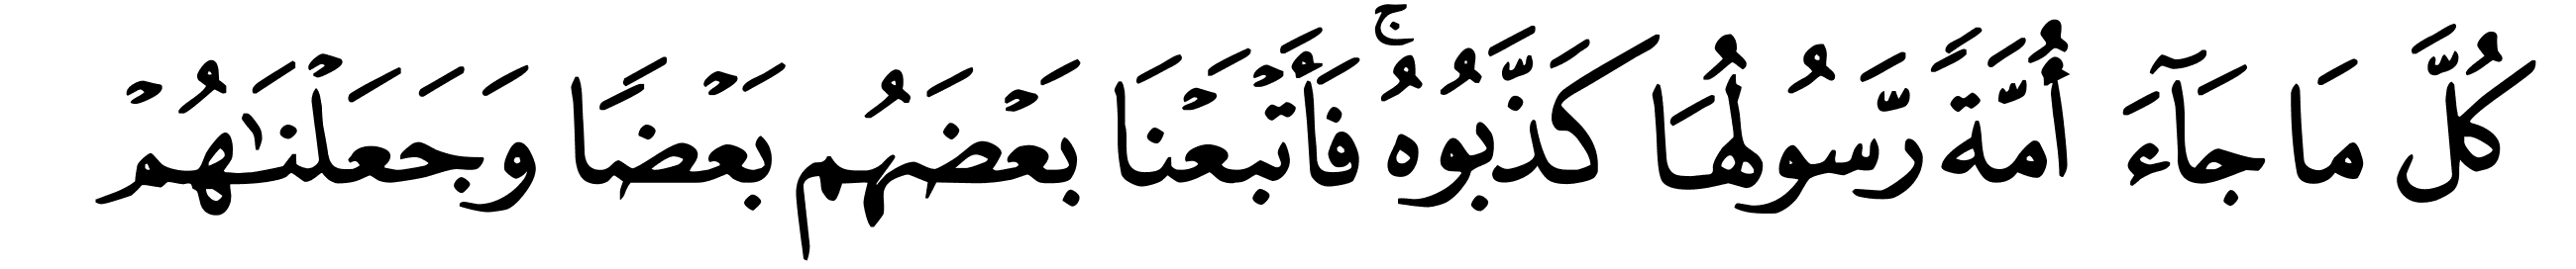 كُلَّ مَا جَآءَ أُمَّةً رَّسُولُهَا كَذَّبُوهُ ۚ فَأَتْبَعْنَا بَعْضَهُم بَعْضًا وَجَعَلْنَٰهُمْ